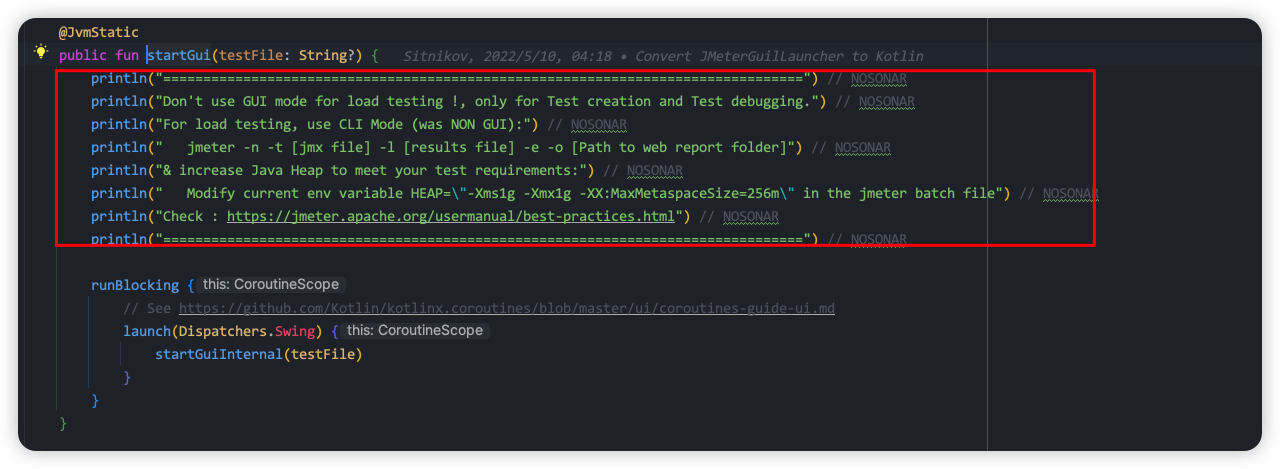 @JvmStatic
public fun startGui(testFile: String?) {   Sitnikov, 2022/5/10, 04:18 • Convert JMeterGuilLauncher to Kotlin
println("================================================================================") // NOSONAR
println("Don't use GUI mode for load testing !, only for Test creation and Test debugging.") // NOSONAR
println("For load testing, use CLI Mode (was NON GUI):") // NOSONAR
println("   jmeter -n -t [jmx file] -l [results file] -e -o [Path to web report folder]") // NOSONAR
println("& increase Java Heap to meet your test requirements:") // NOSONAR
println("   Modify current env variable HEAP=\"-Xms1g -Xmx1g -XX:MaxMetaspaceSize=256m\" in the jmeter batch file") // NOSONAR
println("Check : https://jmeter.apache.org/usermanual/best-practices.html") // NOSONAR
println("================================================================================") // NOSONAR
runBlocking { this: CoroutineScope
// See https://github.com/Kotlin/kotlinx.coroutines/blob/master/ui/coroutines-guide-ui.md
launch(Dispatchers.Swing) { this: CoroutineScope
startGuiInternal(testFile)
}
}
}